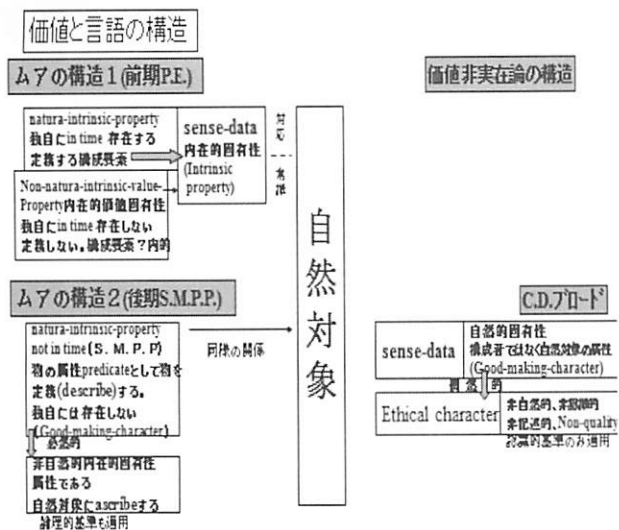 価値と言語の構造
ムアの構造1(前期P.E.)
natura-intrinsic-property
独自にin time 存在する
定義する構成要素
Non-natura-intrinsic-value-
Property内在的価値固有性
独自にin time 存在しない
定義しない。構成要素?内的
sense-data
内在的固有性
(Intrinsic
property)
対応
自然対象
ムアの構造2(後期S.M.P.P.)
natura-intrinsic-property
not in time(S.M.P.P)
物の属性predicateとして物を
定義(describe)する。
独自には存在しない
(Good-making-character)
必然的
非自然的内在的固有性
属性である
自然対象にascribeする
論理的基準も適用
同様の関係
価値非実在論の構造
C.D.ブロード
sense-data
自然的固有性
構成者ではなく自然対象の属性
(Good-making-character)
Ethical character
非自然的、非認識的
非記述的、Non-quality
認識的基準のみ適用